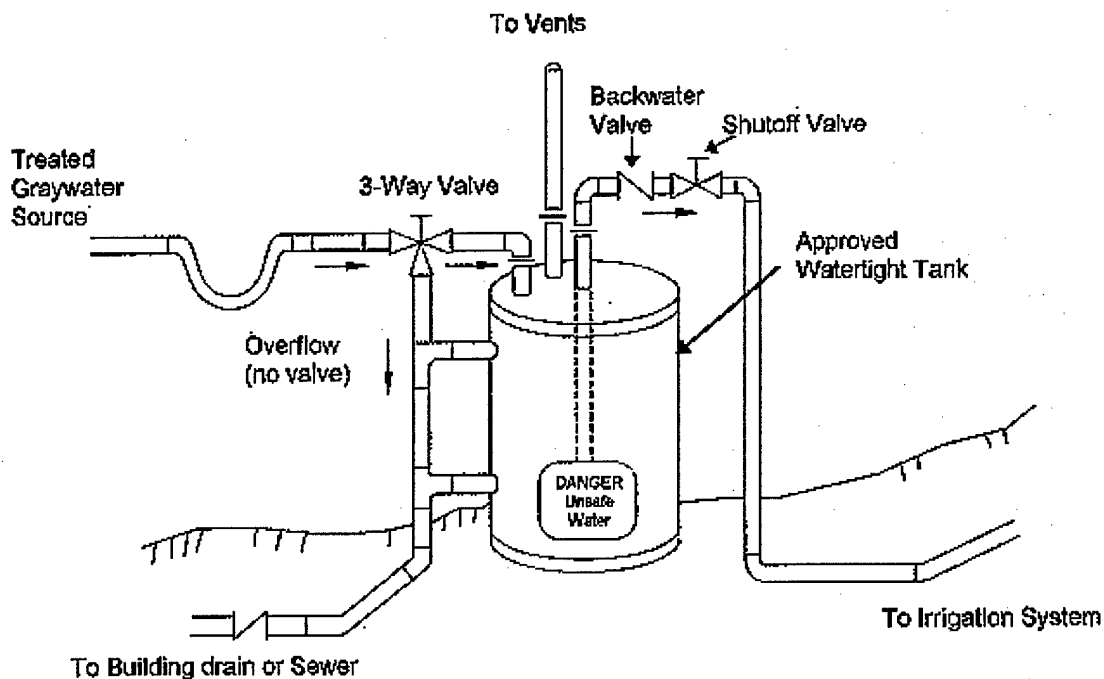 To Vents
Backwater
Valve
Shutoff Valve
Treated
Graywater
Source
3-Way Valve
Approved
Watertight Tank
Overflow
(no valve)
DANGER
Unsafe
Water
To Irrigation System
To Building drain or Sewer